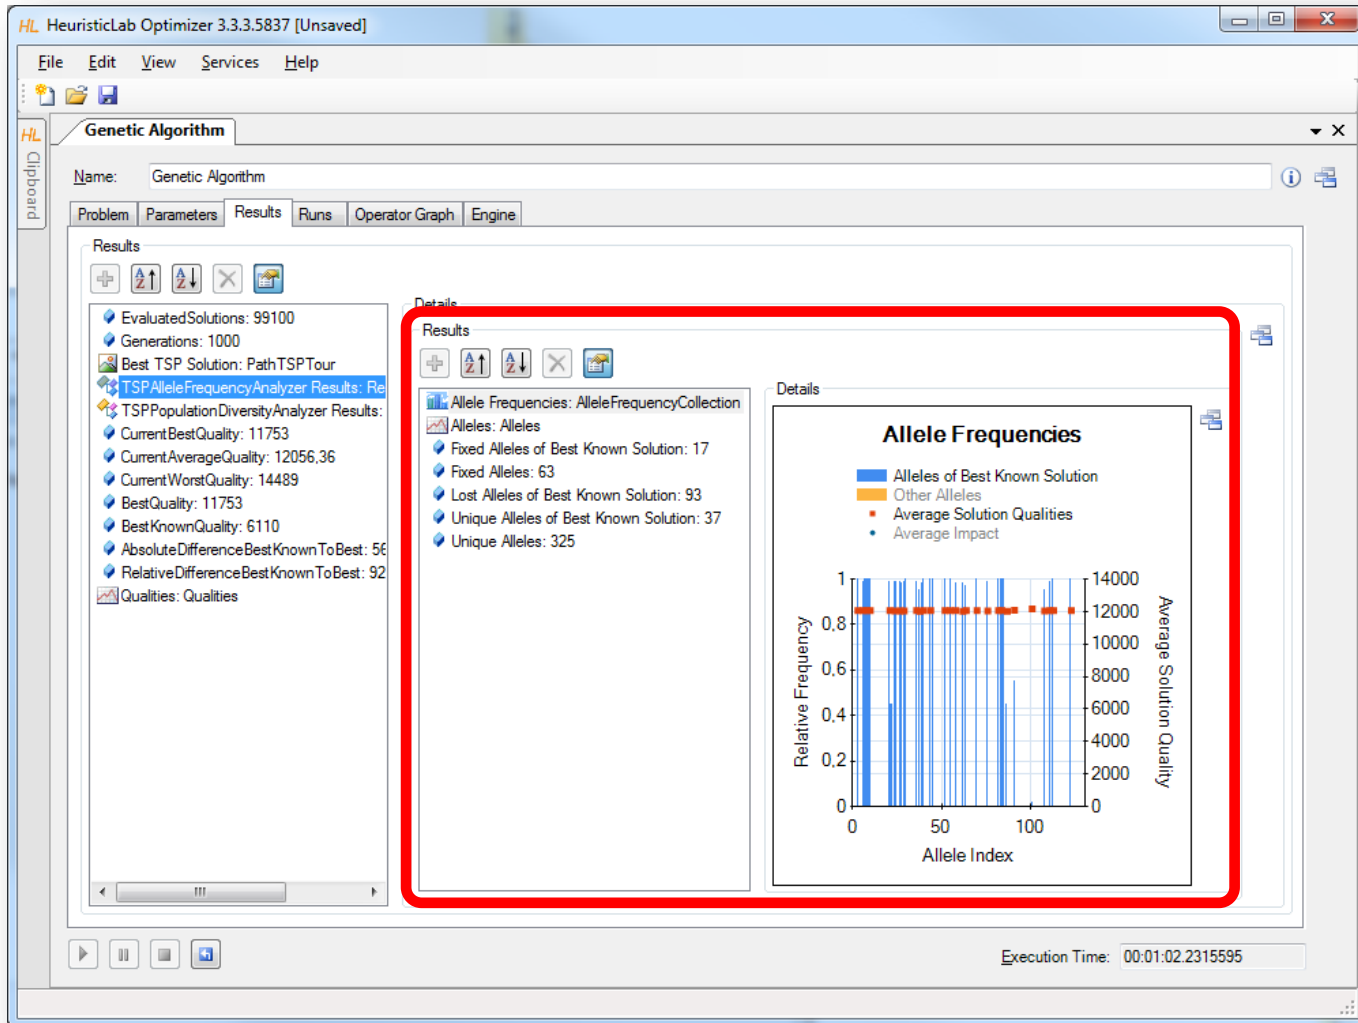 HL HeuristicLab Optimizer 3.3.3.5837 [Unsaved]
File Edit View Services Help
HL Clipboard
Genetic Algorithm
Name: Genetic Algorithm
Problem Parameters Results Runs Operator Graph Engine
Results
EvaluatedSolutions: 99100
Generations: 1000
Best TSP Solution: PathTSPTour
TSPAlleleFrequencyAnalyzer Results: Re
TSPPopulationDiversityAnalyzer Results:
CurrentBestQuality: 11753
CurrentAverageQuality: 12056,36
CurrentWorstQuality: 14489
BestQuality: 11753
BestKnownQuality: 6110
AbsoluteDifferenceBestKnownToBest: 56
RelativeDifferenceBestKnownToBest: 92
Qualities: Qualities
Details
Results
Allele Frequencies: AlleleFrequencyCollection
Alleles: Alleles
Fixed Alleles of Best Known Solution: 17
Fixed Alleles: 63
Lost Alleles of Best Known Solution: 93
Unique Alleles of Best Known Solution: 37
Unique Alleles: 325
Details
Allele Frequencies
Alleles of Best Known Solution
Other Alleles
Average Solution Qualities
Average Impact
Relative Frequency
1
0,8
0,6
0,4
0,2
0
14000
12000
10000
8000
6000
4000
2000
0
Average Solution Quality
0 50 100
Allele Index
Execution Time: 00:01:02.2315595